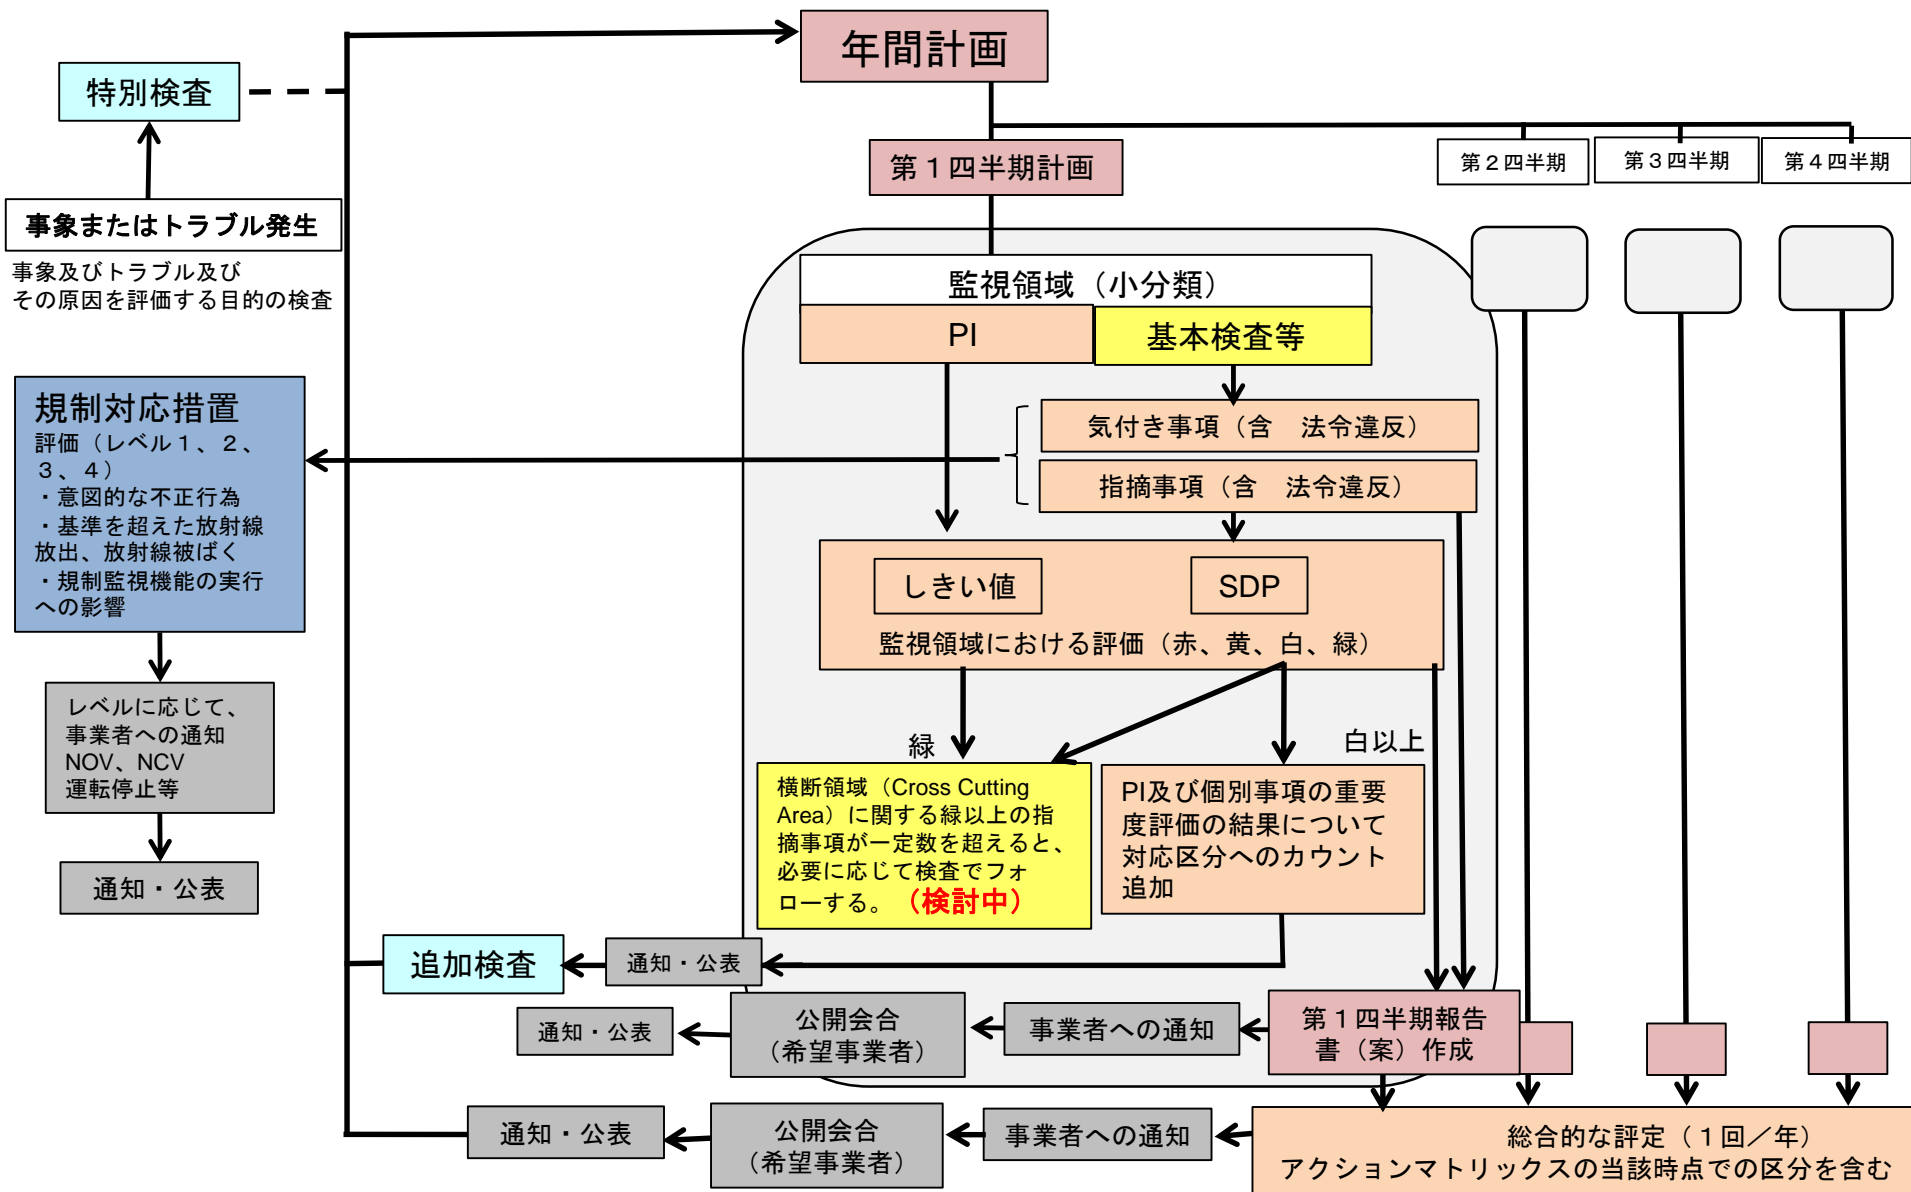 年間計画
特別検査
第１四半期計画
第２四半期
第３四半期
第４四半期
事象またはトラブル発生
事象及びトラブル及び
その原因を評価する目的の検査
監視領域（小分類）
PI
基本検査等
規制対応措置
評価（レベル１、２、
３、４）
・意図的な不正行為
・基準を超えた放射線
放出、放射線被ばく
・規制監視機能の実行
への影響
気付き事項（含　法令違反）
指摘事項（含　法令違反）
しきい値
SDP
監視領域における評価（赤、黄、白、緑）
レベルに応じて、
事業者への通知
NOV、NCV
運転停止等
通知・公表
緑
白以上
横断領域（Cross Cutting
Area）に関する緑以上の指
摘事項が一定数を超えると、
必要に応じて検査でフォ
ローする。（検討中）
PI及び個別事項の重要
度評価の結果について
対応区分へのカウント
追加
追加検査
通知・公表
通知・公表
公開会合
（希望事業者）
事業者への通知
第１四半期報告
書（案）作成
通知・公表
公開会合
（希望事業者）
事業者への通知
総合的な評定（１回／年）
アクションマトリックスの当該時点での区分を含む